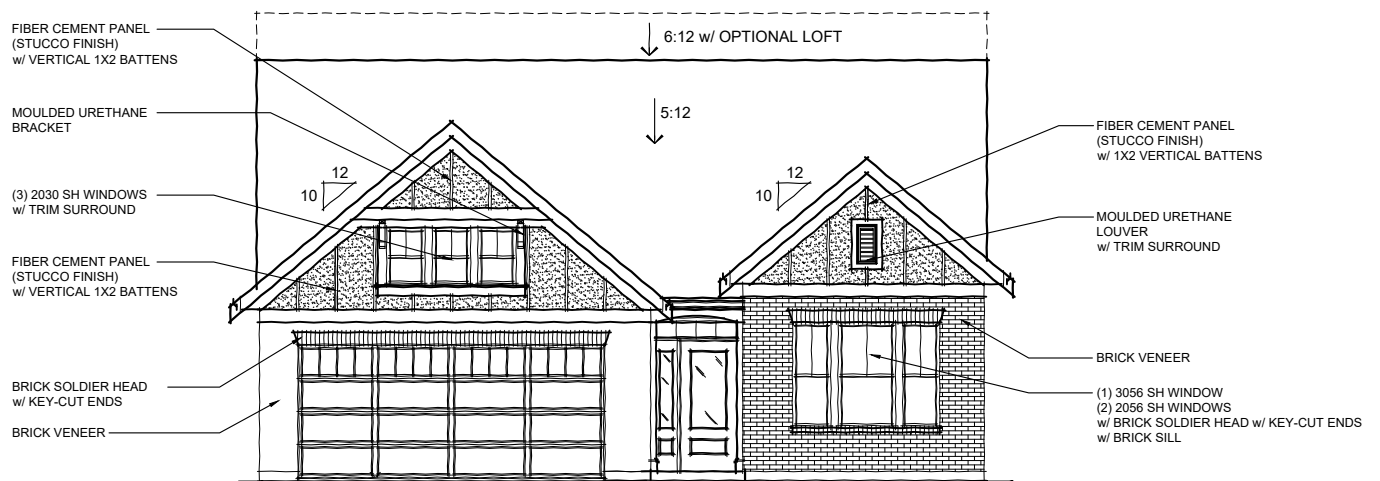 FIBER CEMENT PANEL
(STUCCO FINISH)
w/ VERTICAL 1X2 BATTENS
MOULDED URETHANE
BRACKET
(3) 2030 SH WINDOWS
w/ TRIM SURROUND
FIBER CEMENT PANEL
(STUCCO FINISH)
w/ VERTICAL 1X2 BATTENS
BRICK SOLDIER HEAD
w/ KEY-CUT ENDS
BRICK VENEER
6:12 w/ OPTIONAL LOFT
5:12
12
10
12
10
FIBER CEMENT PANEL
(STUCCO FINISH)
w/ 1X2 VERTICAL BATTENS
MOULDED URETHANE
LOUVER
w/ TRIM SURROUND
BRICK VENEER
(1) 3056 SH WINDOW
(2) 2056 SH WINDOWS
w/ BRICK SOLDIER HEAD w/ KEY-CUT ENDS
w/ BRICK SILL